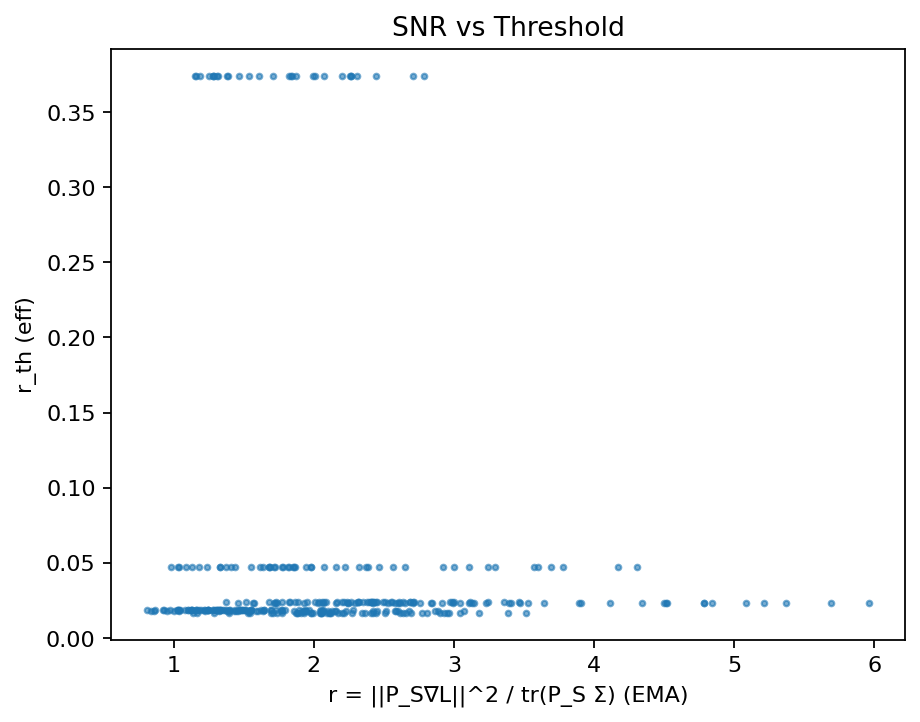 SNR vs Threshold
r_th (eff)
0.35
0.30
0.25
0.20
0.15
0.10
0.05
0.00
1 2 3 4 5 6
r = ||P_S∇L||^2 / tr(P_S Σ) (EMA)